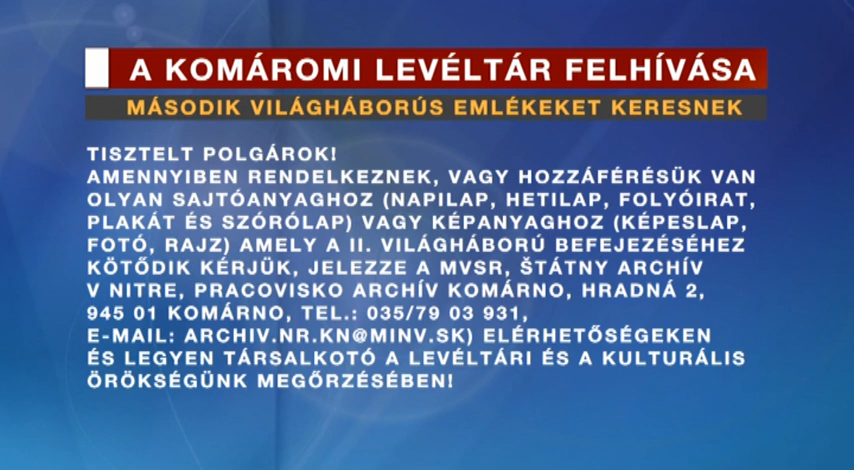 A KOMÁROMI LEVÉLTÁR FELHÍVÁSA
MÁSODIK VILÁGHÁBORÚS EMLÉKEKET KERESNEK
TISZTELT POLGÁROK!
AMENNYIBEN RENDELKEZNEK, VAGY HOZZÁFÉRÉSÜK VAN
OLYAN SAJTÓANYAGHOZ (NAPILAP, HETILAP, FOLYÓIRAT,
PLAKÁT ÉS SZÓRÓLAP) VAGY KÉPANYAGHOZ (KÉPESLAP,
FOTÓ, RAJZ) AMELY A II. VILÁGHÁBORÚ BEFEJEZÉSÉHEZ
KÖTŐDIK KÉRJÜK, JELEZZE A MVSR, ŠTÁTNY ARCHÍV
V NITRE, PRACOVISKO ARCHÍV KOMÁRNO, HRADNÁ 2,
945 01 KOMÁRNO, TEL.: 035/79 03 931,
E-MAIL: ARCHIV.NR.KN@MINV.SK) ELÉRHETŐSÉGEKEN
ÉS LEGYEN TÁRSALKOTÓ A LEVÉLTÁRI ÉS A KULTURÁLIS
ÖRÖKSÉGÜNK MEGŐRZÉSÉBEN!